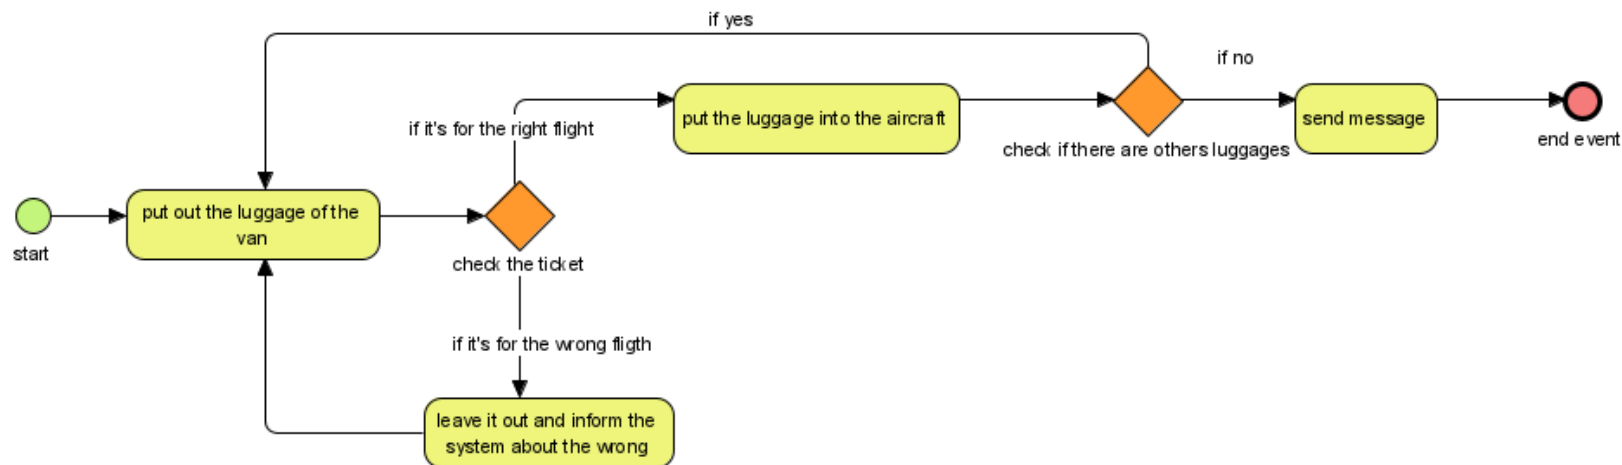 if yes
if no
if it's for the right flight
put the luggage into the aircraft
send message
end event
check if there are others luggages
put out the luggage of the
van
start
check the ticket
if it's for the wrong fligth
leave it out and inform the
system about the wrong